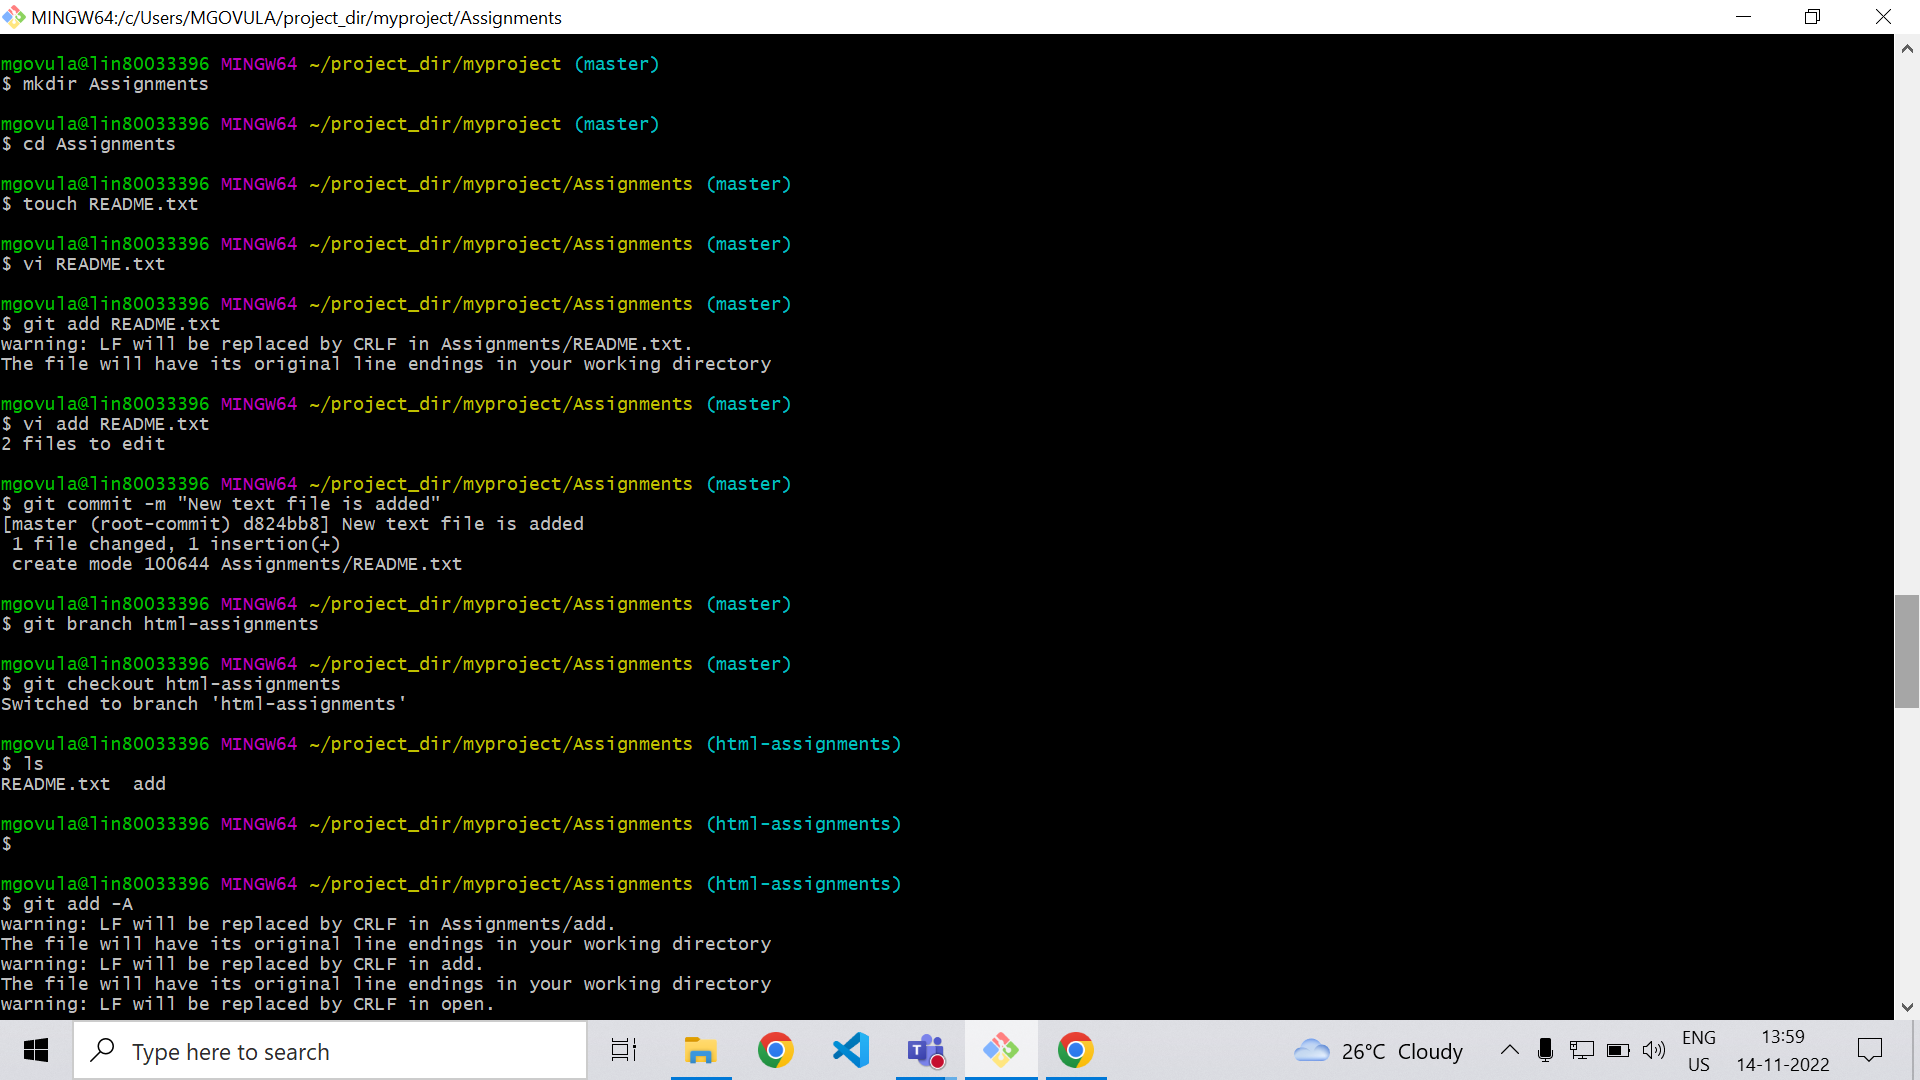 MINGW64:/c/Users/MGOVULA/project_dir/myproject/Assignments
mgovula@lin80033396 MINGW64 ~/project_dir/myproject (master)
$ mkdir Assignments
mgovula@lin80033396 MINGW64 ~/project_dir/myproject (master)
$ cd Assignments
mgovula@lin80033396 MINGW64 ~/project_dir/myproject/Assignments (master)
$ touch README.txt
mgovula@lin80033396 MINGW64 ~/project_dir/myproject/Assignments (master)
$ vi README.txt
mgovula@lin80033396 MINGW64 ~/project_dir/myproject/Assignments (master)
$ git add README.txt
warning: LF will be replaced by CRLF in Assignments/README.txt.
The file will have its original line endings in your working directory
mgovula@lin80033396 MINGW64 ~/project_dir/myproject/Assignments (master)
$ vi add README.txt
2 files to edit
mgovula@lin80033396 MINGW64 ~/project_dir/myproject/Assignments (master)
$ git commit -m "New text file is added"
[master (root-commit) d824bb8] New text file is added
1 file changed, 1 insertion(+)
create mode 100644 Assignments/README.txt
mgovula@lin80033396 MINGW64 ~/project_dir/myproject/Assignments (master)
$ git branch html-assignments
mgovula@lin80033396 MINGW64 ~/project_dir/myproject/Assignments (master)
$ git checkout html-assignments
Switched to branch 'html-assignments'
mgovula@lin80033396 MINGW64 ~/project_dir/myproject/Assignments (html-assignments)
$ ls
README.txt  add
mgovula@lin80033396 MINGW64 ~/project_dir/myproject/Assignments (html-assignments)
$
mgovula@lin80033396 MINGW64 ~/project_dir/myproject/Assignments (html-assignments)
$ git add -A
warning: LF will be replaced by CRLF in Assignments/add.
The file will have its original line endings in your working directory
warning: LF will be replaced by CRLF in add.
The file will have its original line endings in your working directory
warning: LF will be replaced by CRLF in open.
Type here to search
26°C Cloudy
ENG
US
13:59
14-11-2022